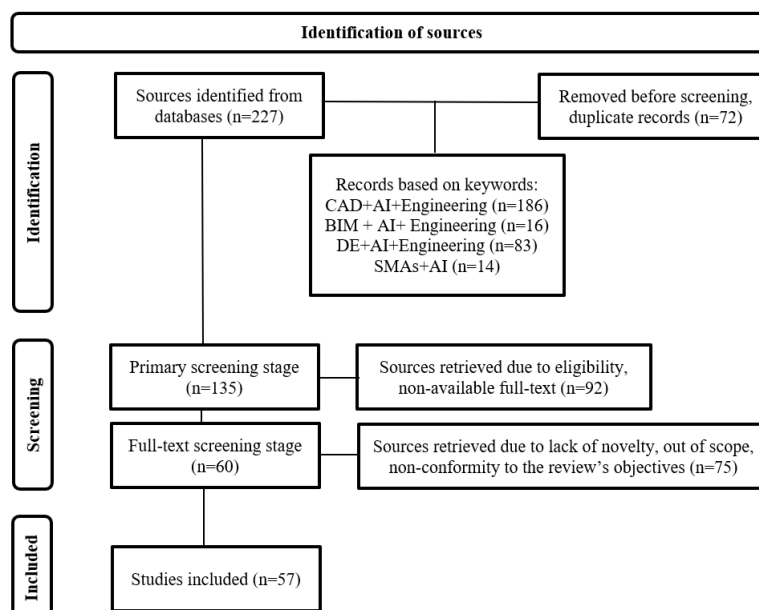 Identification of sources
Identification
Sources identified from
databases (n=227)
Removed before screening,
duplicate records (n=72)
Records based on keywords:
CAD+AI+Engineering (n=186)
BIM + AI+ Engineering (n=16)
DE+AI+Engineering (n=83)
SMAs+AI (n=14)
Screening
Primary screening stage
(n=135)
Sources retrieved due to eligibility,
non-available full-text (n=92)
Full-text screening stage
(n=60)
Sources retrieved due to lack of novelty, out of scope,
non-conformity to the review's objectives (n=75)
Included
Studies included (n=57)